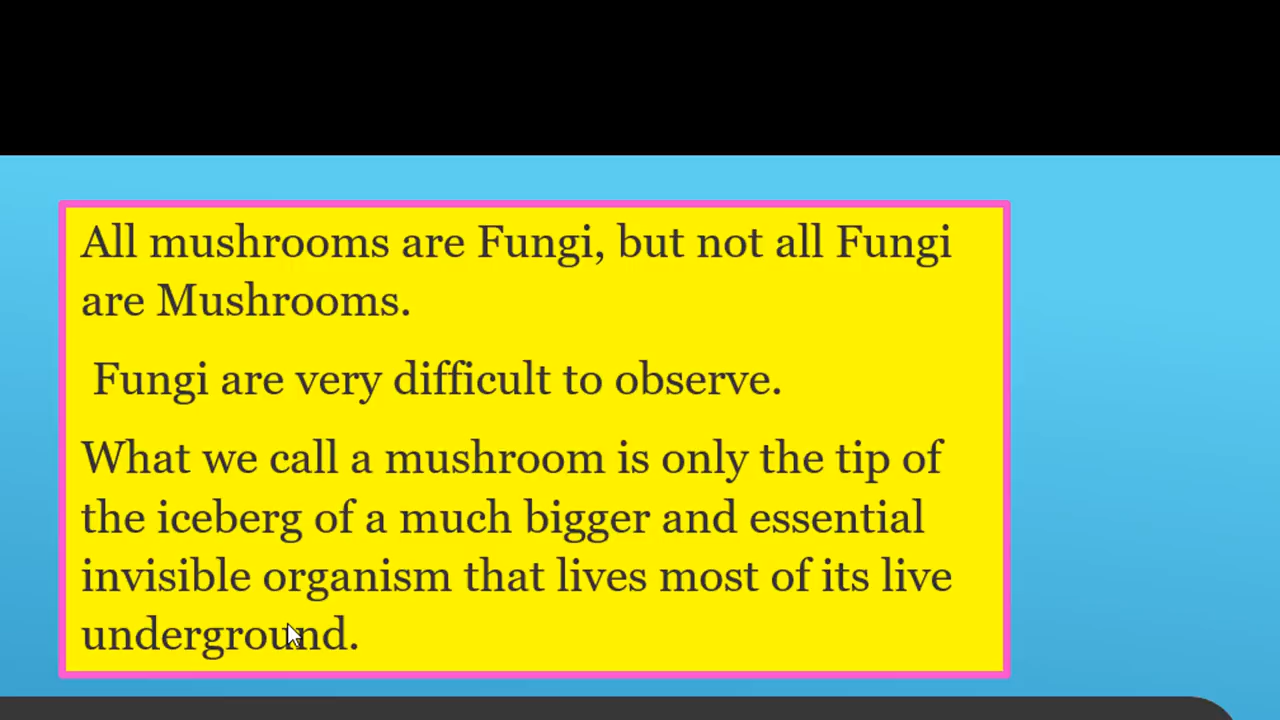 All mushrooms are Fungi, but not all Fungi
are Mushrooms.
Fungi are very difficult to observe.
What we call a mushroom is only the tip of
the iceberg of a much bigger and essential
invisible organism that lives most of its live
underground.